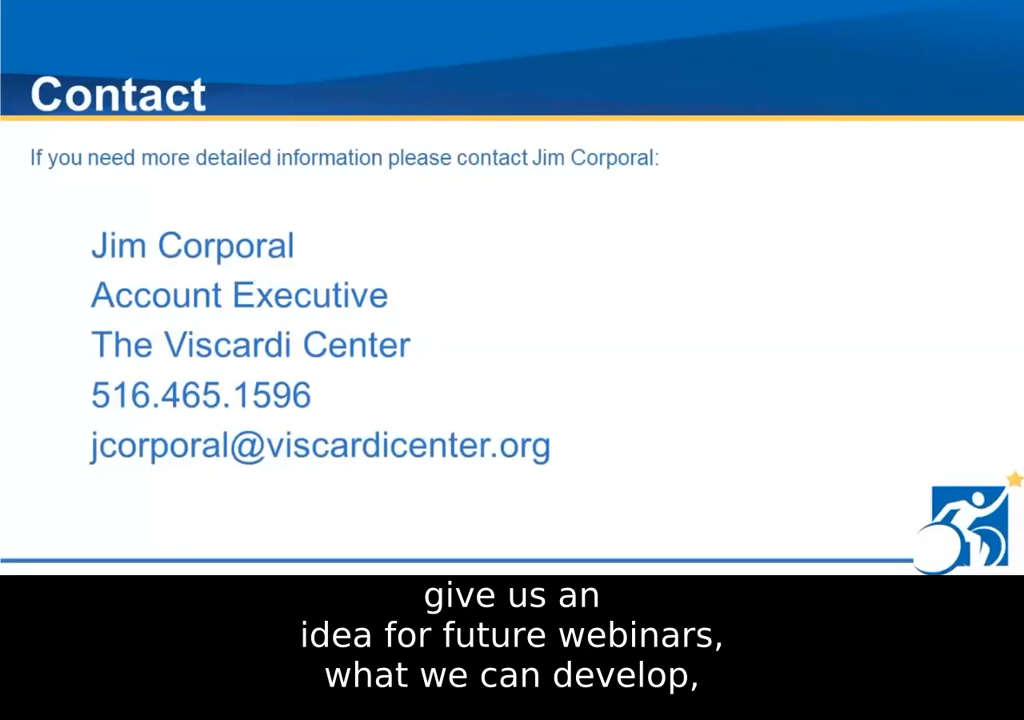 Contact
If you need more detailed information please contact Jim Corporal:
Jim Corporal
Account Executive
The Viscardi Center
516.465.1596
jcorporal@viscardicenter.org
give us an
idea for future webinars,
what we can develop,